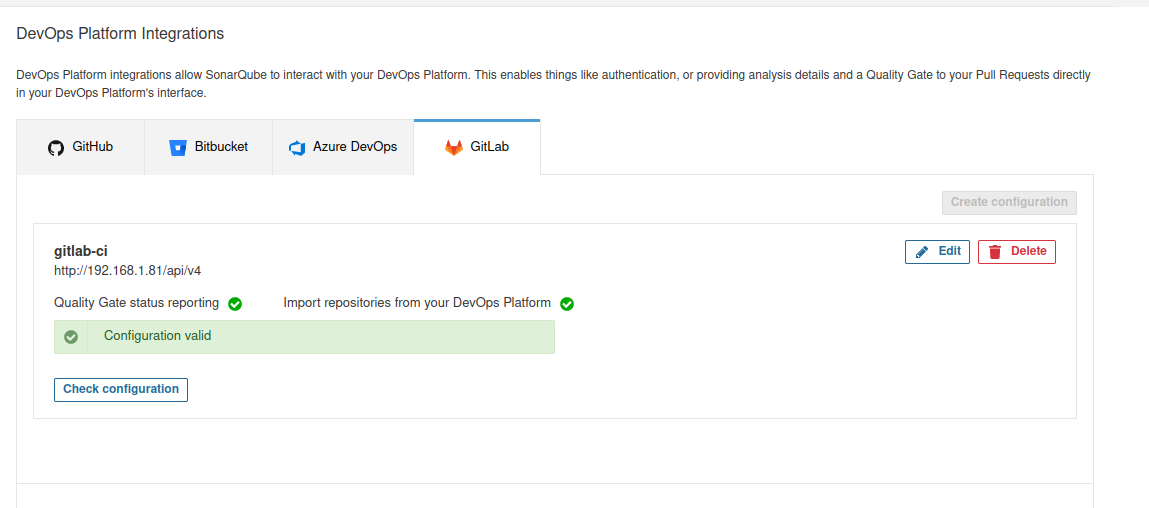 DevOps Platform Integrations
DevOps Platform integrations allow SonarQube to interact with your DevOps Platform. This enables things like authentication, or providing analysis details and a Quality Gate to your Pull Requests directly
in your DevOps Platform's interface.
GitHub Bitbucket Azure DevOps GitLab
Create configuration
gitlab-ci Edit Delete
http://192.168.1.81/api/v4
Quality Gate status reporting Import repositories from your DevOps Platform
Configuration valid
Check configuration